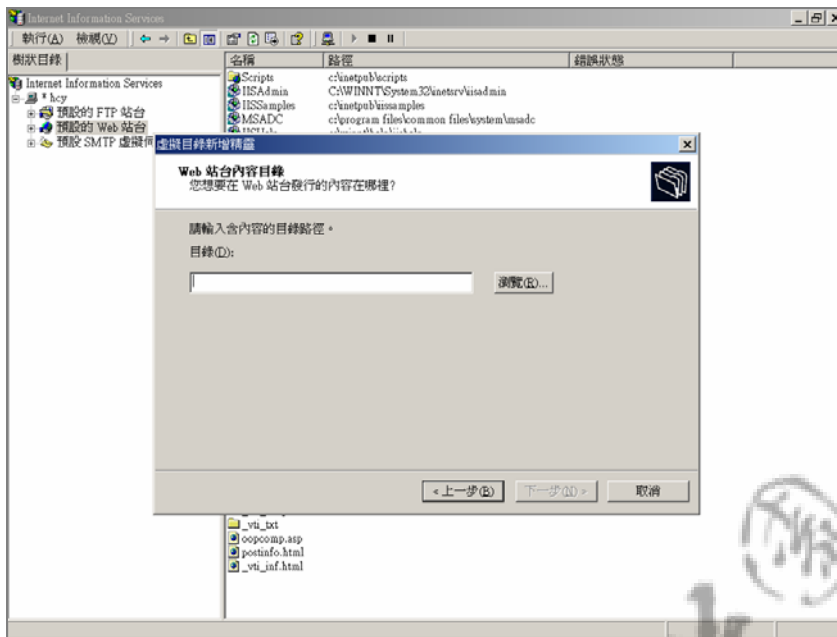 Internet Information Services
執行(A) 檢視(V)
樹狀目錄
名稱 路徑 錯誤狀態
Internet Information Services
* hcy
預設的 FTP 站台
預設的 Web 站台
預設 SMTP 虛擬伺
Scripts c:\inetpub\scripts
IISAdmin C:\WINNT\System32\inetsrv\iisadmin
IISSamples c:\inetpub\iissamples
MSADC c:\program files\common files\system\msadc
虛擬目錄新增精靈
Web 站台內容目錄
您想要在 Web 站台發行的內容在哪裡?
請輸入含內容的目錄路徑。
目錄(D):
瀏覽(R)...
<上一步(B) 下一步(N)> 取消
_vti_txt
oopcomp.asp
postinfo.html
_vti_inf.html